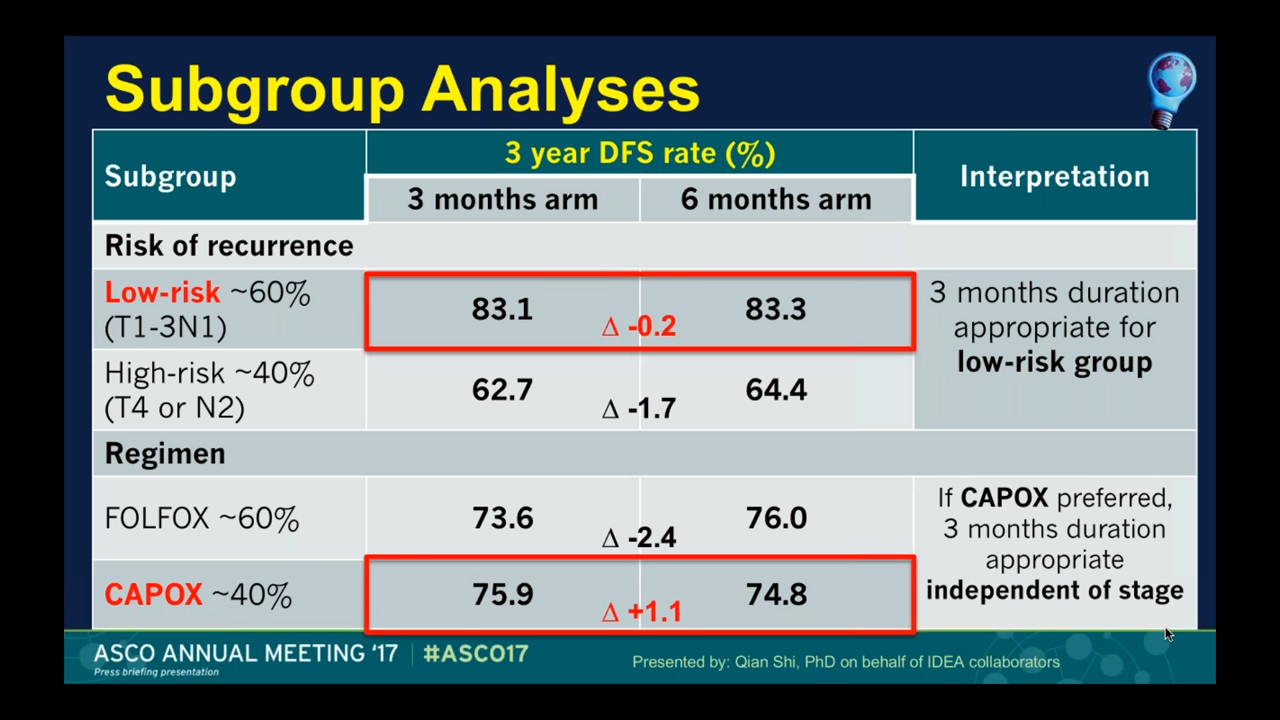 Subgroup Analyses
Subgroup
3 year DFS rate (%)
3 months arm
6 months arm
Interpretation
Risk of recurrence
Low-risk ~60%
(T1-3N1)
83.1
Δ -0.2
83.3
3 months duration
appropriate for
low-risk group
High-risk ~40%
(T4 or N2)
62.7
Δ -1.7
64.4
Regimen
FOLFOX ~60%
73.6
Δ -2.4
76.0
If CAPOX preferred,
3 months duration
appropriate
independent of stage
CAPOX ~40%
75.9
Δ +1.1
74.8
ASCO ANNUAL MEETING '17 | #ASCO17
Press briefing presentation
Presented by: Qian Shi, PhD on behalf of IDEA collaborators